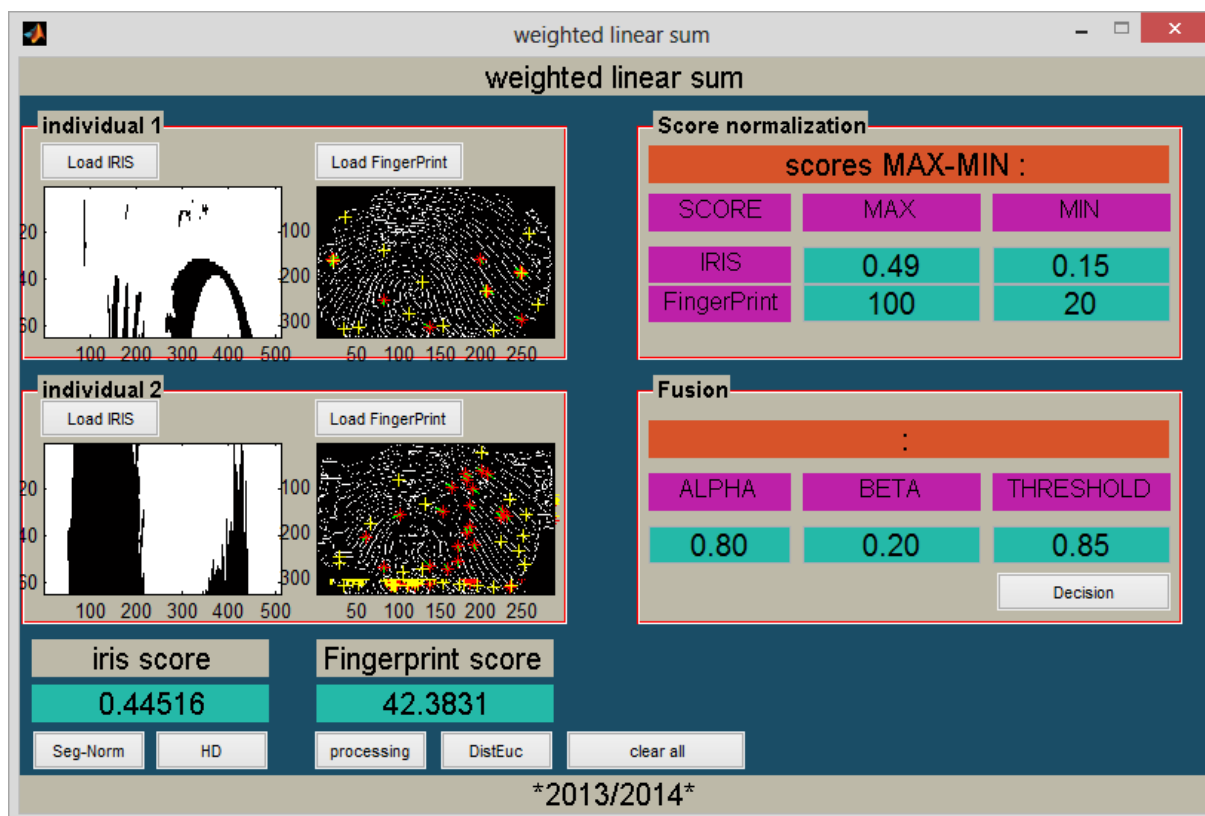 weighted linear sum
weighted linear sum
individual 1
Load IRIS
Load FingerPrint
20
40
60
100 200 300 400 500
100
200
300
50 100 150 200 250
individual 2
Load IRIS
Load FingerPrint
20
40
60
100 200 300 400 500
100
200
300
50 100 150 200 250
iris score
Fingerprint score
0.44516
42.3831
Seg-Norm
HD
processing
DistEuc
clear all
Score normalization
scores MAX-MIN :
SCORE MAX MIN
IRIS 0.49 0.15
FingerPrint 100 20
Fusion
:
ALPHA BETA THRESHOLD
0.80 0.20 0.85
Decision
*2013/2014*